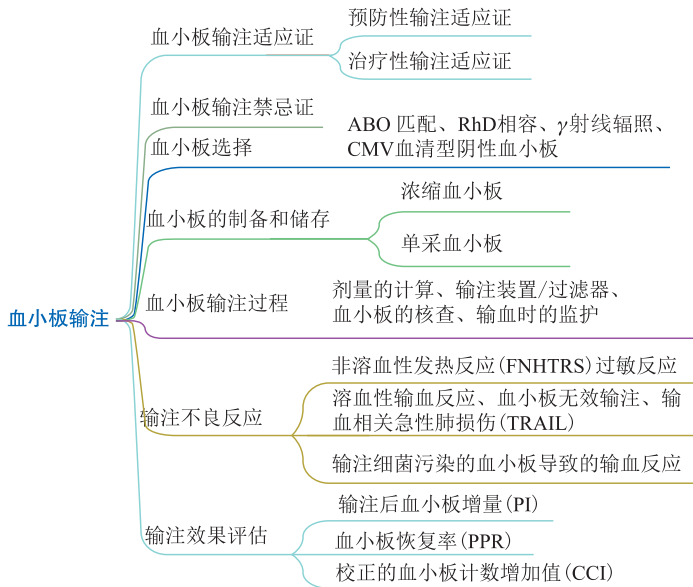 血小板输注
血小板输注适应证
预防性输注适应证
治疗性输注适应证
血小板输注禁忌证
血小板选择
ABO 匹配、RhD相容、γ射线辐照、
CMV血清型阴性血小板
血小板的制备和储存
浓缩血小板
单采血小板
血小板输注过程
剂量的计算、输注装置/过滤器、
血小板的核查、输血时的监护
输注不良反应
非溶血性发热反应(FNHTRS)过敏反应
溶血性输血反应、血小板无效输注、输
血相关急性肺损伤(TRAIL)
输注细菌污染的血小板导致的输血反应
输注效果评估
输注后血小板增量(PI)
血小板恢复率(PPR)
校正的血小板计数增加值(CCI)